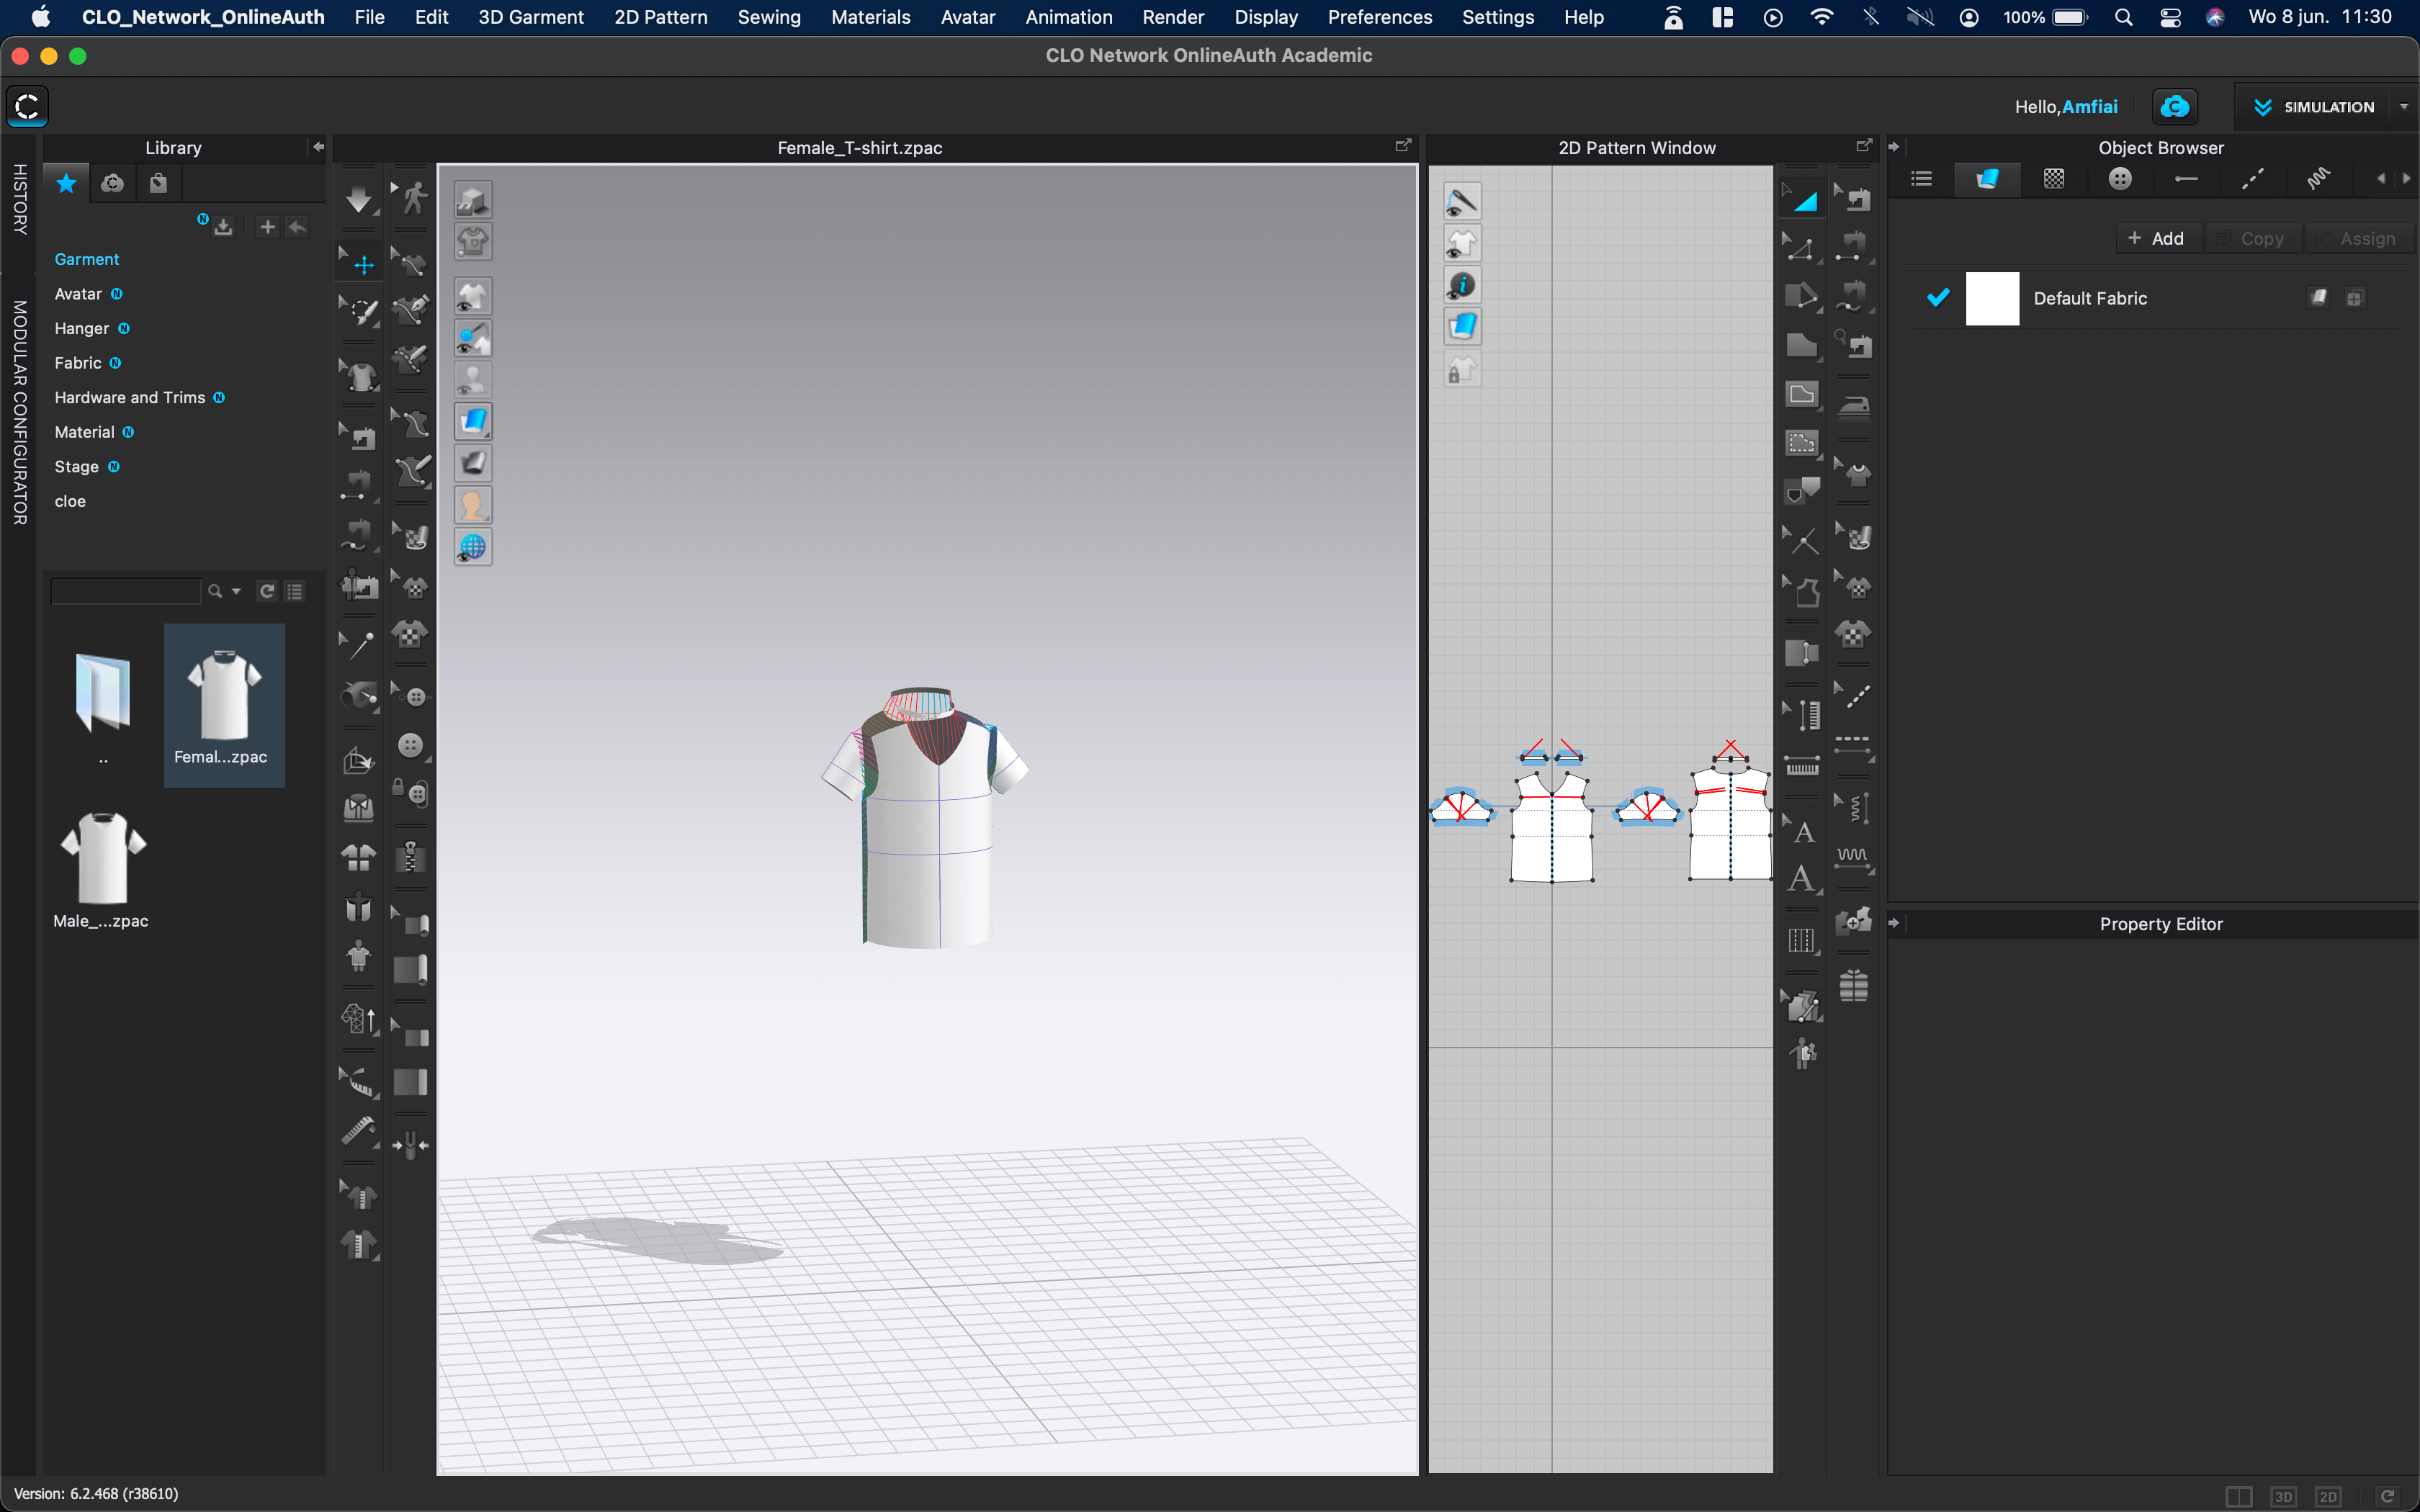 CLO_Network_OnlineAuth File Edit 3D Garment 2D Pattern Sewing Materials Avatar Animation Render Display Preferences Settings Help 100% Wo 8 jun. 11:30
CLO Network OnlineAuth Academic
Hello,Amfiai
SIMULATION
HISTORY
MODULAR CONFIGURATOR
Library
N
Garment
Avatar N
Hanger N
Fabric N
Hardware and Trims N
Material N
Stage N
cloe
..
Femal...zpac
Male_...zpac
Female_T-shirt.zpac
2D Pattern Window
A
A
Object Browser
+ Add Copy Assign
Default Fabric
Property Editor
Version: 6.2.468 (r38610)
3D 2D